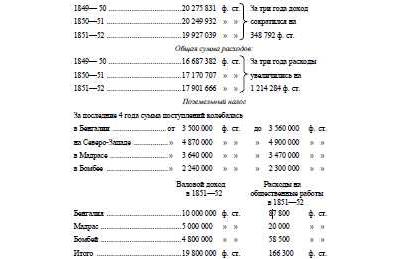 1849—50 ........ 20 275 831 ф. ст. За три года доход
1850—51 ........ 20 249 932 » » сократился на
1851—52 ........ 19 927 039 » » 348 792 ф. ст.
Общая сумма расходов:
1849—50 ........ 16 687 382 ф. ст. За три года расходы
1850—51 ........ 17 170 707 » » увеличились на
1851—52 ........ 17 901 666 » » 1 214 284 ф. ст.
Поземельный налог
За последние 4 года сумма поступлений колебалась
в Бенгалии ........ от 3 500 000 ф. ст. до 3 560 000 ф. ст.
на Северо-Западе ........ » 4 870 000 » » » 4 900 000 » »
в Мадрасе ........ » 3 640 000 » » » 3 470 000 » »
в Бомбее ........ » 2 240 000 » » » 2 300 000 » »
Валовой доход Расходы на
в 1851—52 общественные работы
в 1851—52
Бенгалия ........ 10 000 000 ф. ст. 87 800 ф. ст.
Мадрас ........ 5 000 000 » » 20 000 » »
Бомбей ........ 4 800 000 » » 58 500 » »
Итого ........ 19 800 000 ф. ст. 166 300 ф. ст.